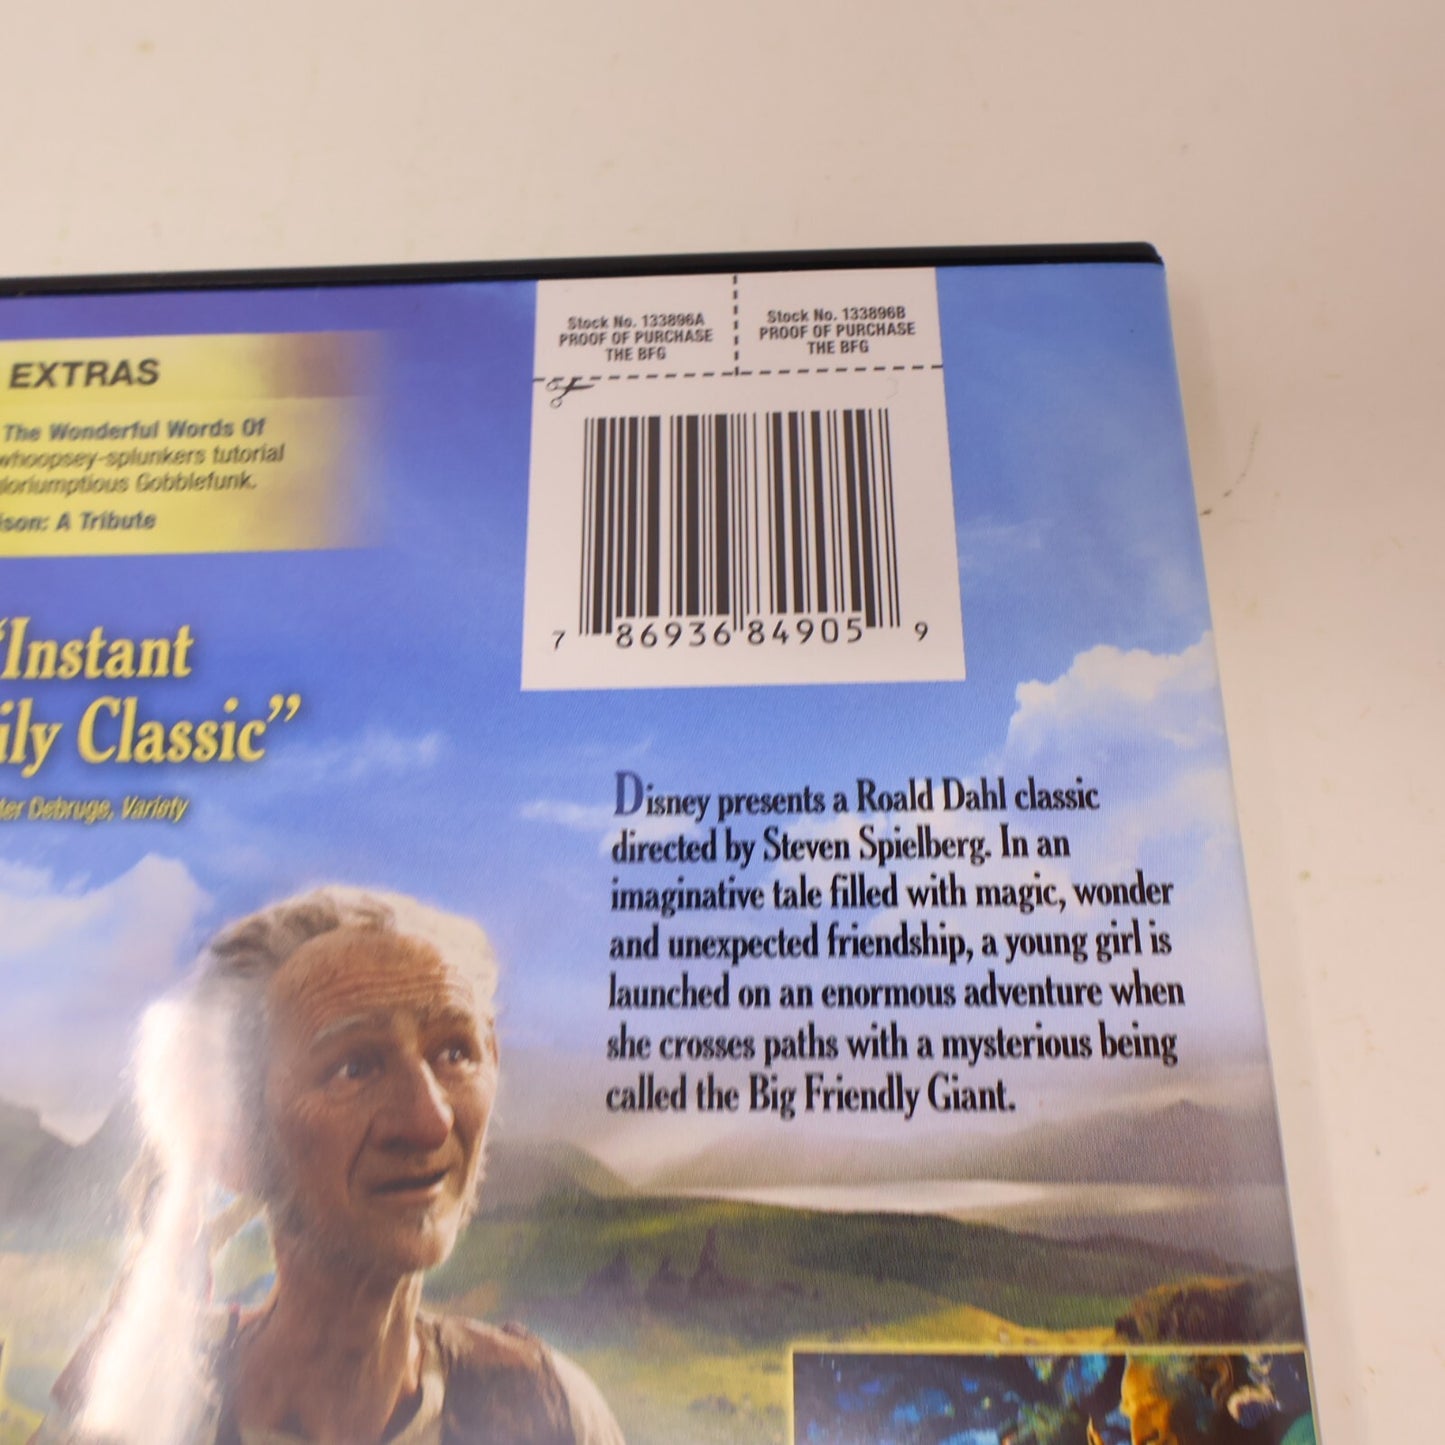 Stock No. 133896A
PROOF OF PURCHASE
THE BFG
Stock No. 133896B
PROOF OF PURCHASE
THE BFG
7 86936 84905 9
EXTRAS
The Wonderful Words Of
whoopsey-splunkers tutorial
Gobblefunk.
A Tribute
"Instant
Classic"
Debruge, Variety
Disney presents a Roald Dahl classic
directed by Steven Spielberg. In an
imaginative tale filled with magic, wonder
and unexpected friendship, a young girl is
launched on an enormous adventure when
she crosses paths with a mysterious being
called the Big Friendly Giant.